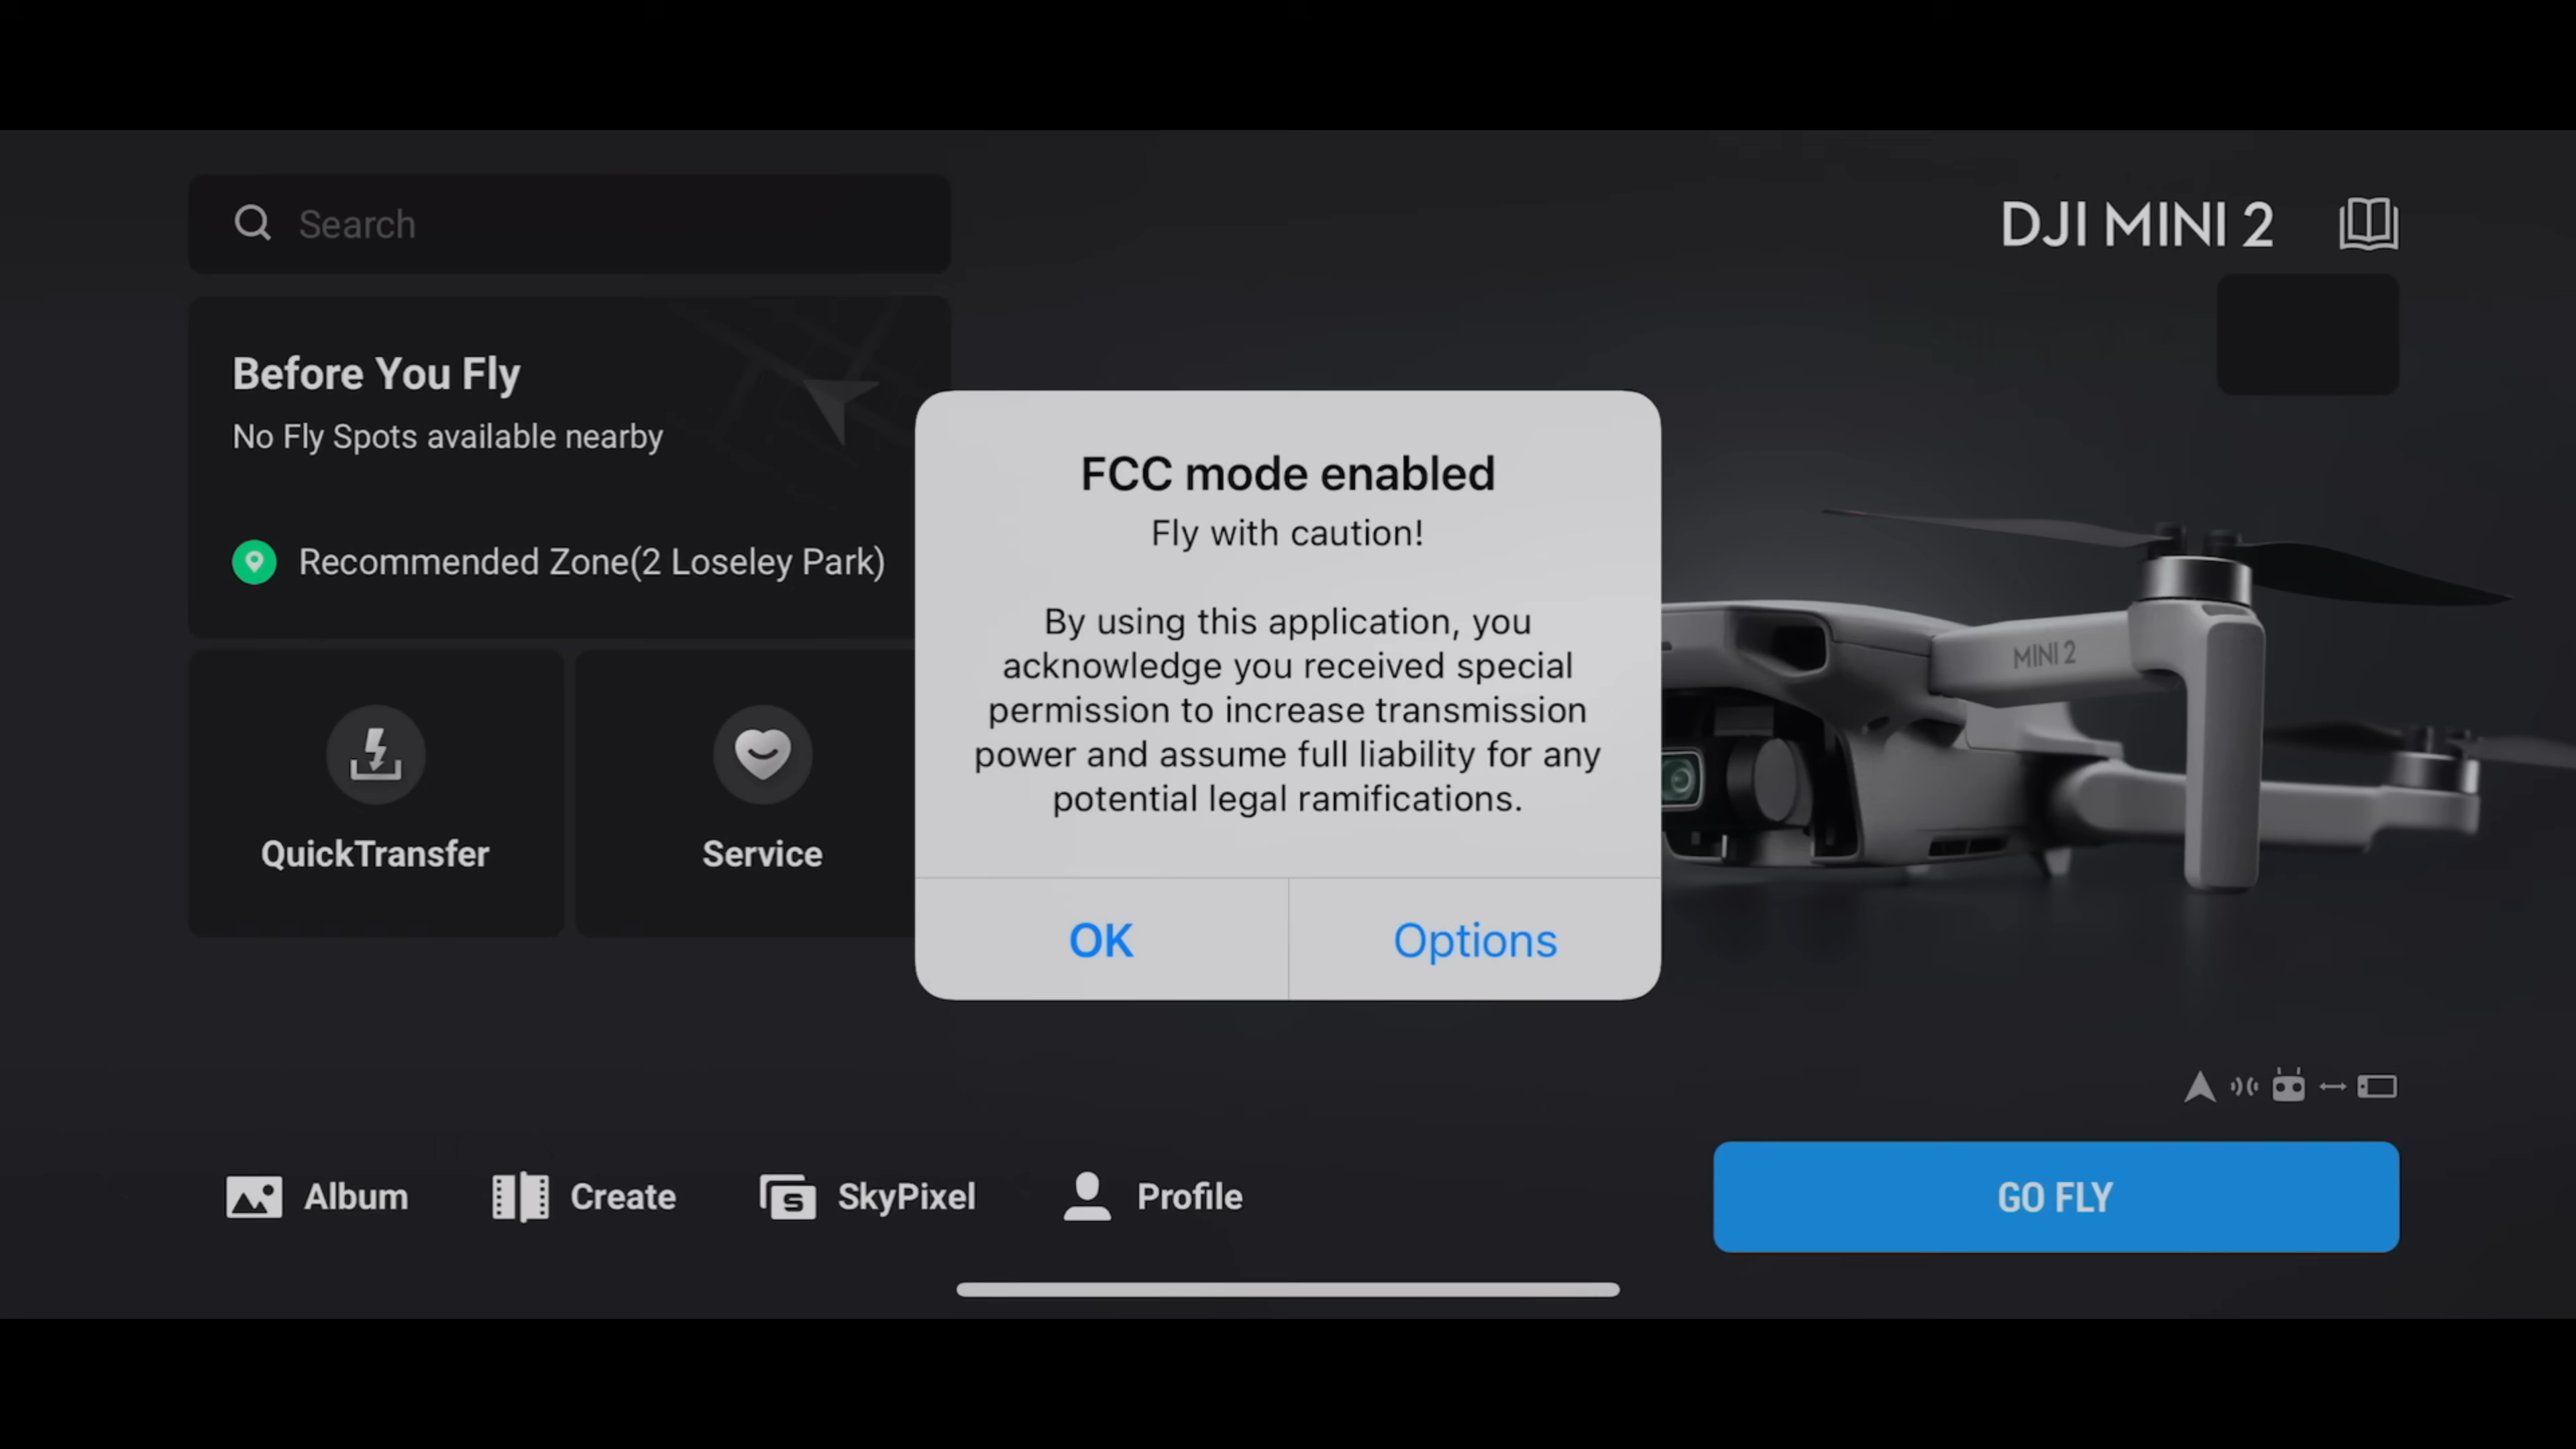 Search
DJI MINI 2
Before You Fly
No Fly Spots available nearby
Recommended Zone(2 Loseley Park)
QuickTransfer
Service
FCC mode enabled
Fly with caution!
By using this application, you
acknowledge you received special
permission to increase transmission
power and assume full liability for any
potential legal ramifications.
OK
Options
MINI 2
Album
Create
SkyPixel
Profile
GO FLY